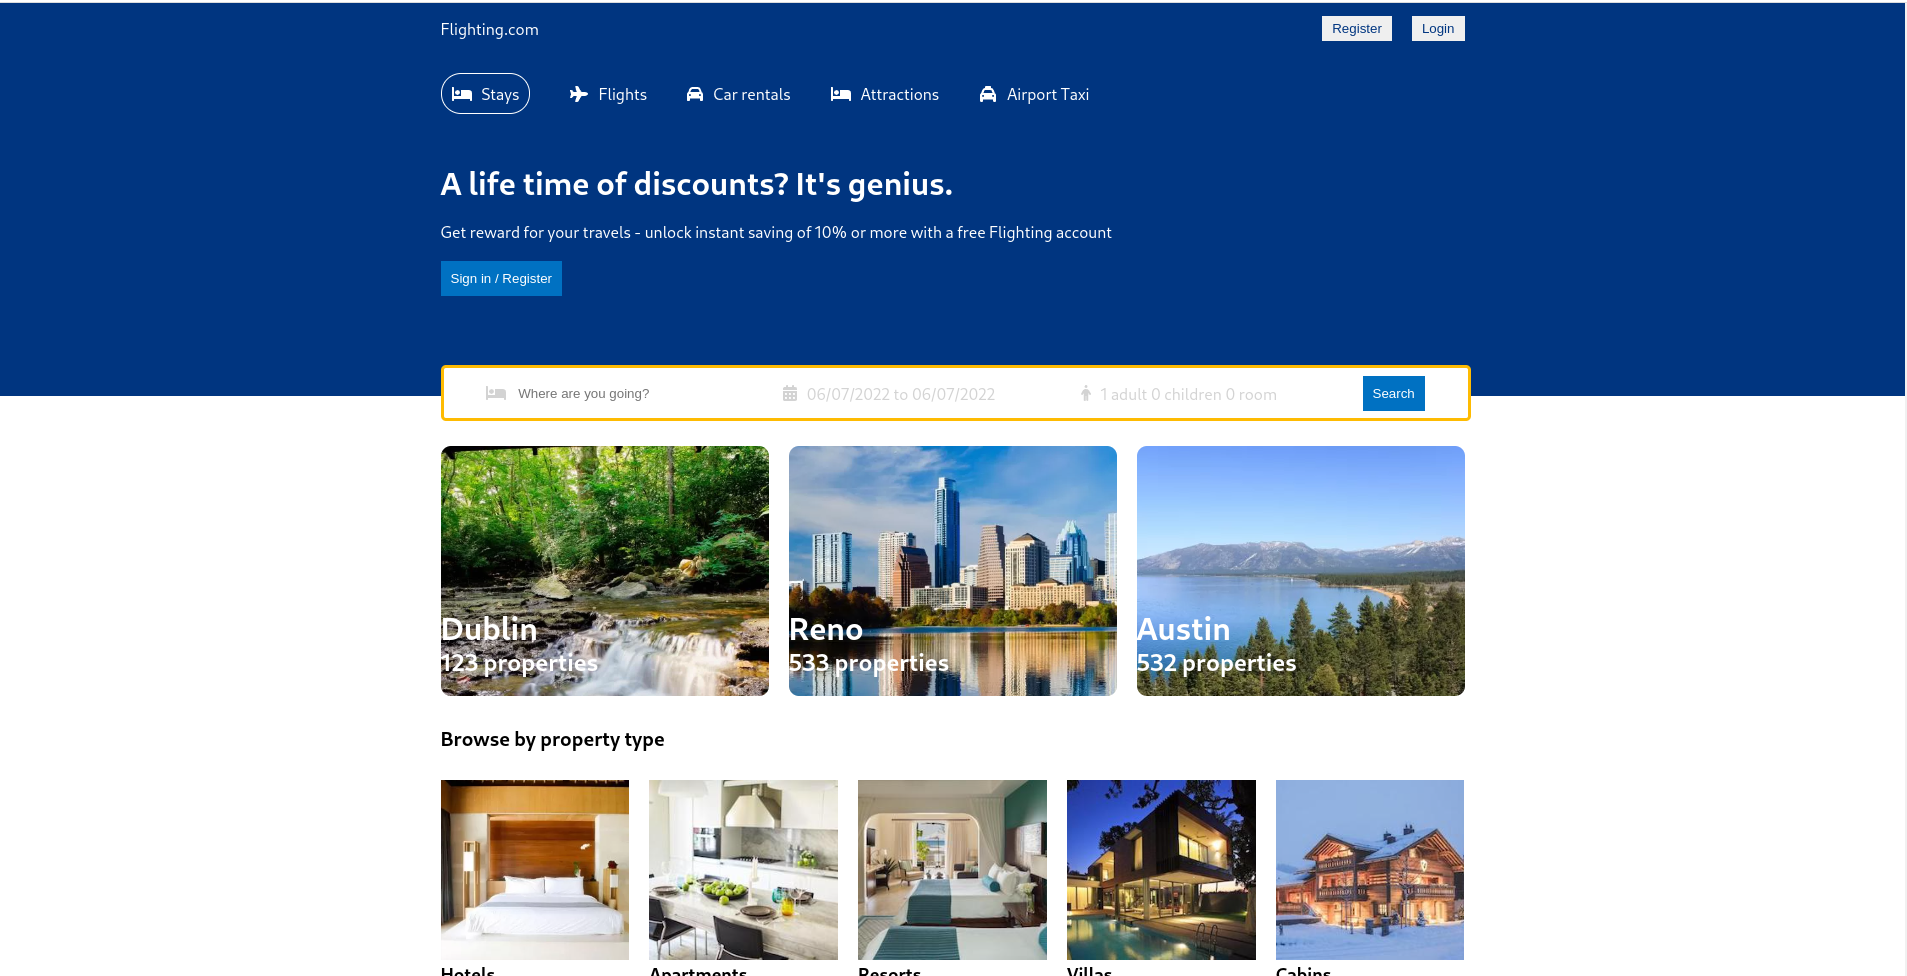 Flighting.com
Register
Login
Stays
Flights
Car rentals
Attractions
Airport Taxi
A life time of discounts? It's genius.
Get reward for your travels - unlock instant saving of 10% or more with a free Flighting account
Sign in / Register
Where are you going?
06/07/2022 to 06/07/2022
1 adult 0 children 0 room
Search
Dublin
123 properties
Reno
533 properties
Austin
532 properties
Browse by property type
Hotels
Apartments
Resorts
Villas
Cabins